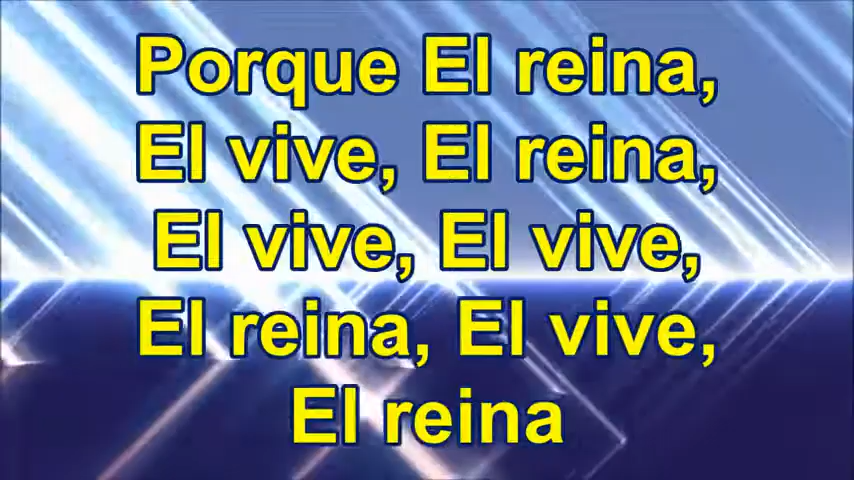 Porque El reina,
El vive, El reina,
El vive, El vive,
El reina, El vive,
El reina